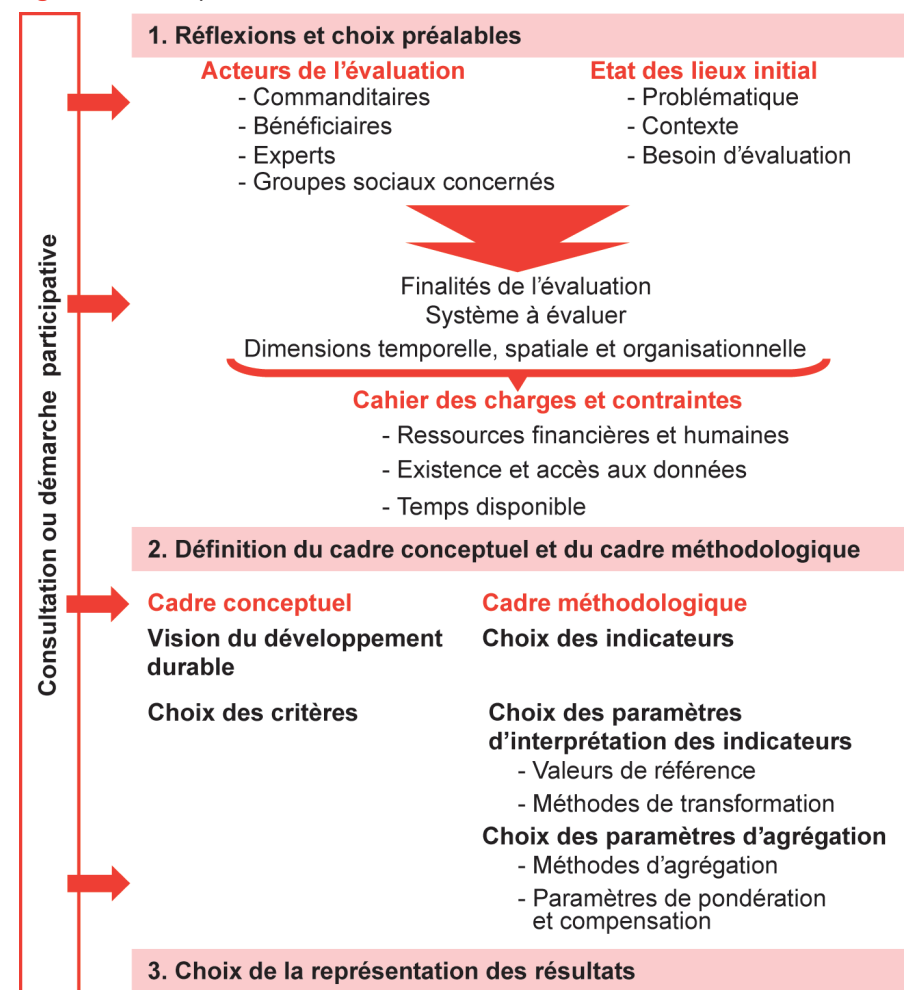 Consultation ou démarche participative
1. Réflexions et choix préalables
Acteurs de l'évaluation
- Commanditaires
- Bénéficiaires
- Experts
- Groupes sociaux concernés
Etat des lieux initial
- Problématique
- Contexte
- Besoin d'évaluation
Finalités de l'évaluation
Système à évaluer
Dimensions temporelle, spatiale et organisationnelle
Cahier des charges et contraintes
- Ressources financières et humaines
- Existence et accès aux données
- Temps disponible
2. Définition du cadre conceptuel et du cadre méthodologique
Cadre conceptuel
Vision du développement
durable
Choix des critères
Cadre méthodologique
Choix des indicateurs
Choix des paramètres
d'interprétation des indicateurs
- Valeurs de référence
- Méthodes de transformation
Choix des paramètres d'agrégation
- Méthodes d'agrégation
- Paramètres de pondération
et compensation
3. Choix de la représentation des résultats